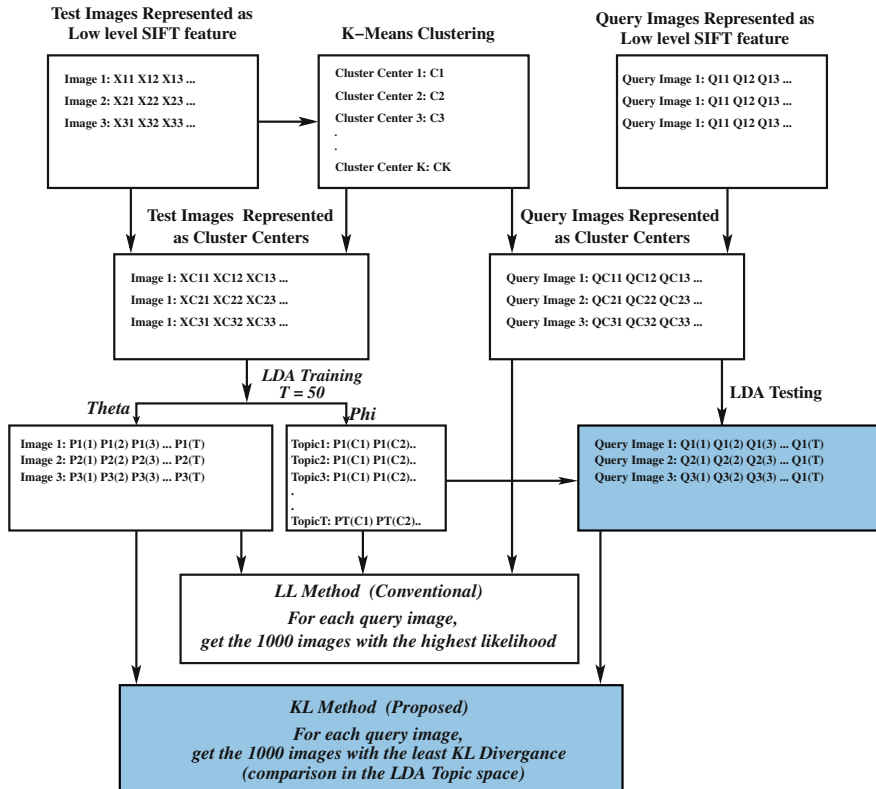 Test Images Represented as
Low level SIFT feature
Image 1: X11 X12 X13 ...
Image 2: X21 X22 X23 ...
Image 3: X31 X32 X33 ...
K-Means Clustering
Cluster Center 1: C1
Cluster Center 2: C2
Cluster Center 3: C3
.
.
Cluster Center K: CK
Query Images Represented as
Low level SIFT feature
Query Image 1: Q11 Q12 Q13 ...
Query Image 1: Q11 Q12 Q13 ...
Query Image 1: Q11 Q12 Q13 ...
Test Images Represented
as Cluster Centers
Image 1: XC11 XC12 XC13 ...
Image 1: XC21 XC22 XC23 ...
Image 1: XC31 XC32 XC33 ...
Query Images Represented
as Cluster Centers
Query Image 1: QC11 QC12 QC13 ...
Query Image 2: QC21 QC22 QC23 ...
Query Image 3: QC31 QC32 QC33 ...
LDA Training
T = 50
LDA Testing
Theta
Image 1: P1(1) P1(2) P1(3) ... P1(T)
Image 2: P2(1) P2(2) P2(3) ... P2(T)
Image 3: P3(1) P3(2) P3(3) ... P3(T)
Phi
Topic1: P1(C1) P1(C2)..
Topic2: P1(C1) P1(C2)..
Topic3: P1(C1) P1(C2)..
.
.
TopicT: PT(C1) PT(C2)..
Query Image 1: Q1(1) Q1(2) Q1(3) ... Q1(T)
Query Image 2: Q2(1) Q2(2) Q2(3) ... Q1(T)
Query Image 3: Q3(1) Q3(2) Q3(3) ... Q1(T)
LL Method (Conventional)
For each query image,
get the 1000 images with the highest likelihood
KL Method (Proposed)
For each query image,
get the 1000 images with the least KL Divergance
(comparison in the LDA Topic space)